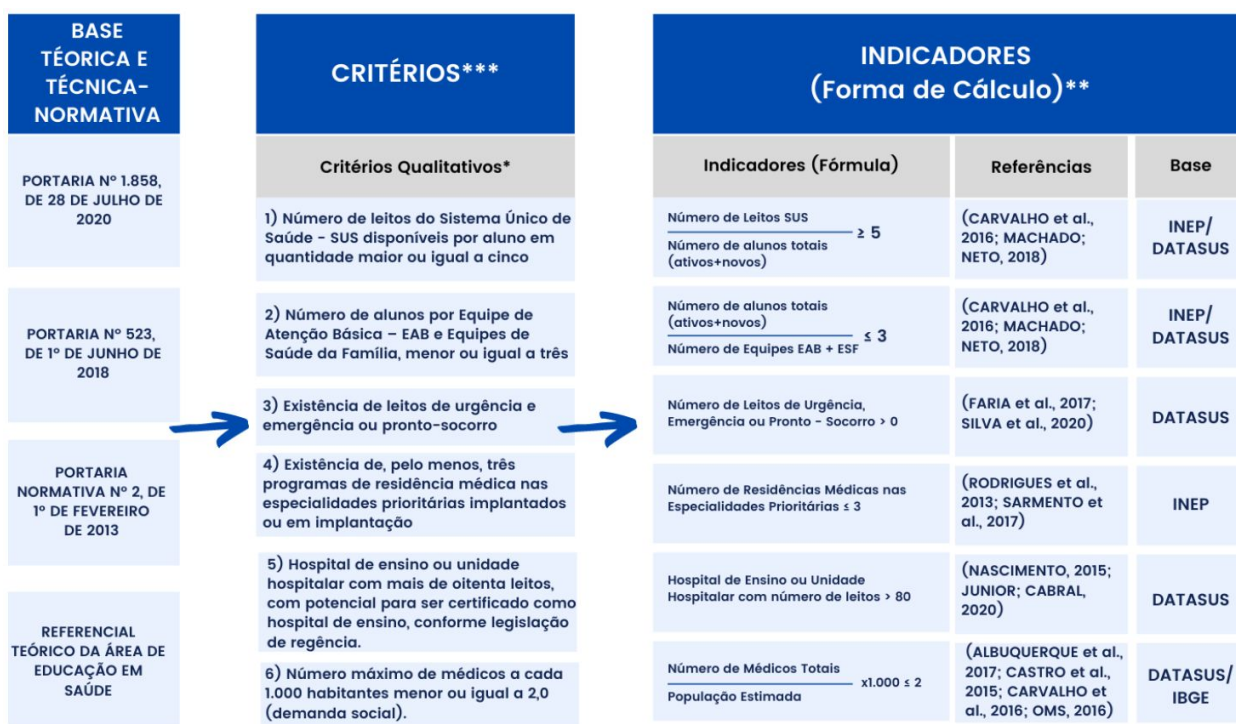 BASE
TÉORICA E
TÉCNICA-
NORMATIVA
PORTARIA Nº 1.858,
DE 28 DE JULHO DE
2020
PORTARIA Nº 523,
DE 1º DE JUNHO DE
2018
PORTARIA
NORMATIVA Nº 2, DE
1º DE FEVEREIRO
DE 2013
REFERENCIAL
TEÓRICO DA ÁREA DE
EDUCAÇÃO EM
SAÚDE
CRITÉRIOS***
Critérios Qualitativos*
1) Número de leitos do Sistema Único de
Saúde - SUS disponíveis por aluno em
quantidade maior ou igual a cinco
2) Número de alunos por Equipe de
Atenção Básica – EAB e Equipes de
Saúde da Família, menor ou igual a três
3) Existência de leitos de urgência e
emergência ou pronto-socorro
4) Existência de, pelo menos, três
programas de residência médica nas
especialidades prioritárias implantados
ou em implantação
5) Hospital de ensino ou unidade
hospitalar com mais de oitenta leitos,
com potencial para ser certificado como
hospital de ensino, conforme legislação
de regência.
6) Número máximo de médicos a cada
1.000 habitantes menor ou igual a 2,0
(demanda social).
INDICADORES
(Forma de Cálculo)**
Indicadores (Fórmula)
Referências
Base
Número de Leitos SUS
≥ 5
Número de alunos totais
(ativos+novos)
(CARVALHO et al.,
2016; MACHADO;
NETO, 2018)
INEP/
DATASUS
Número de alunos totais
(ativos+novos)
≤ 3
Número de Equipes EAB + ESF
(CARVALHO et al.,
2016; MACHADO;
NETO, 2018)
INEP/
DATASUS
Número de Leitos de Urgência,
Emergência ou Pronto - Socorro > 0
(FARIA et al., 2017;
SILVA et al., 2020)
DATASUS
Número de Residências Médicas nas
Especialidades Prioritárias ≤ 3
(RODRIGUES et al.,
2013; SARMENTO et
al., 2017)
INEP
Hospital de Ensino ou Unidade
Hospitalar com número de leitos > 80
(NASCIMENTO, 2015;
JUNIOR; CABRAL,
2020)
DATASUS
Número de Médicos Totais
x1.000 ≤ 2
População Estimada
(ALBUQUERQUE et al.,
2017; CASTRO et al.,
2015; CARVALHO et
al., 2016; OMS, 2016)
DATASUS/
IBGE